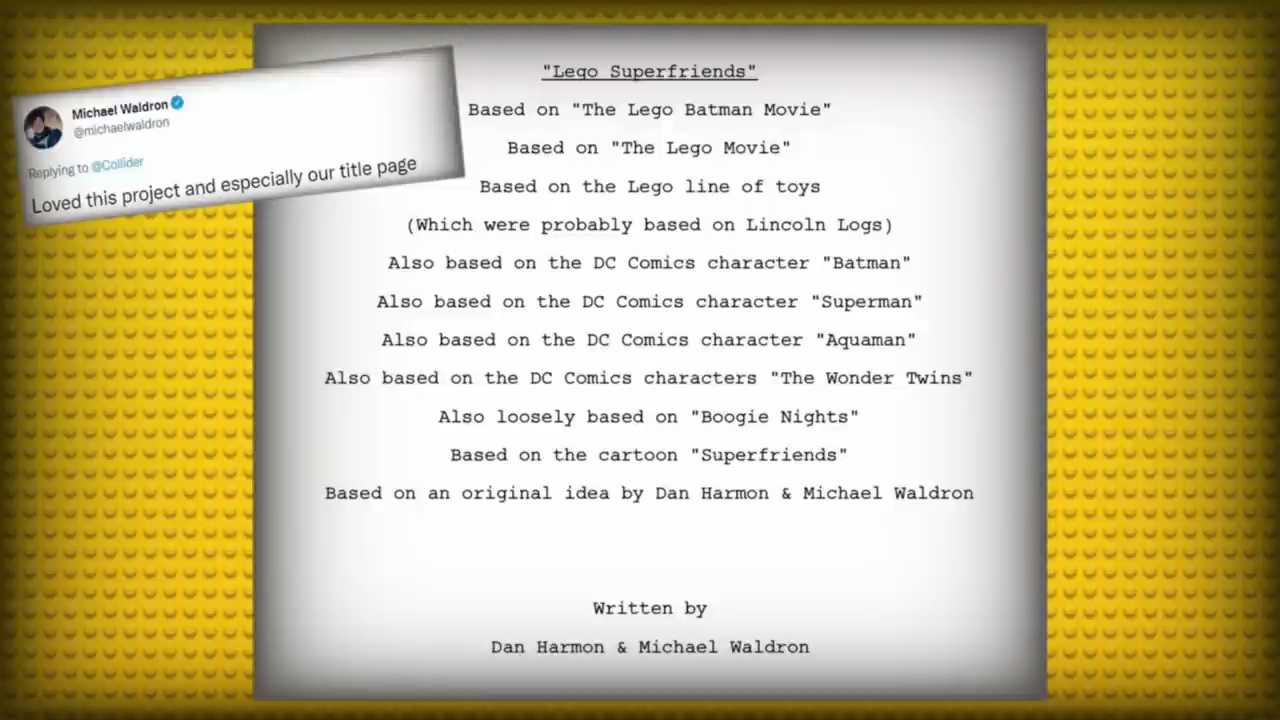 Michael Waldron
@michaelwaldron
Replying to @Collider
Loved this project and especially our title page
"Lego Superfriends"
Based on "The Lego Batman Movie"
Based on "The Lego Movie"
Based on the Lego line of toys
(Which were probably based on Lincoln Logs)
Also based on the DC Comics character "Batman"
Also based on the DC Comics character "Superman"
Also based on the DC Comics character "Aquaman"
Also based on the DC Comics characters "The Wonder Twins"
Also loosely based on "Boogie Nights"
Based on the cartoon "Superfriends"
Based on an original idea by Dan Harmon & Michael Waldron
Written by
Dan Harmon & Michael Waldron